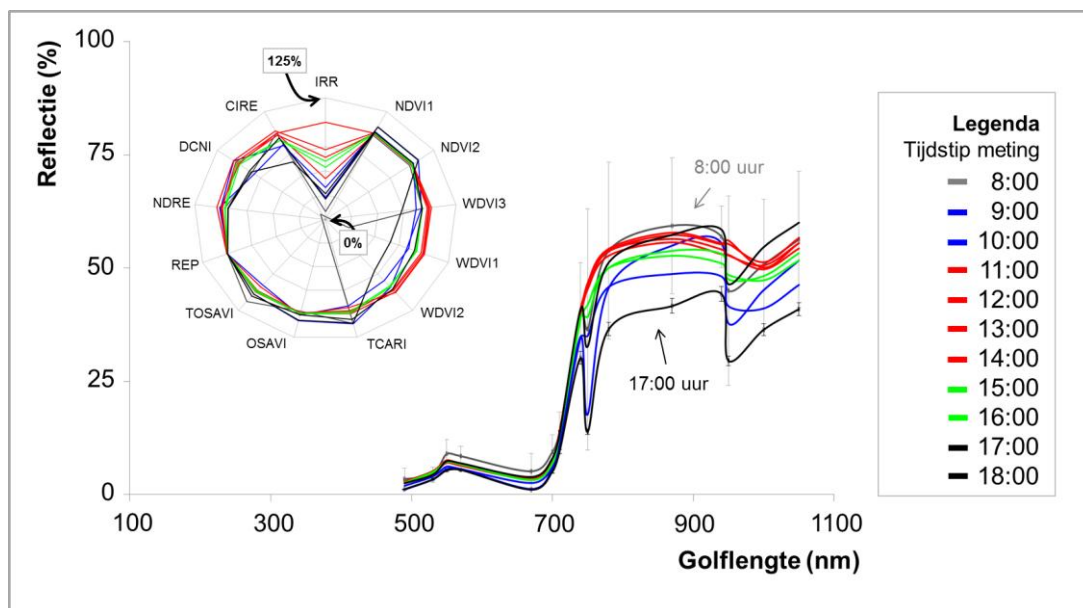 Reflectie (%)
100
75
50
25
0
100
300
500
700
900
1100
Golflengte (nm)
125%
0%
IRR
NDVI1
NDVI2
WDVI3
WDVI1
WDVI2
TCARI
OSAVI
TOSAVI
REP
NDRE
DCNI
CIRE
8:00 uur
17:00 uur
Legenda
Tijdstip meting
8:00
9:00
10:00
11:00
12:00
13:00
14:00
15:00
16:00
17:00
18:00